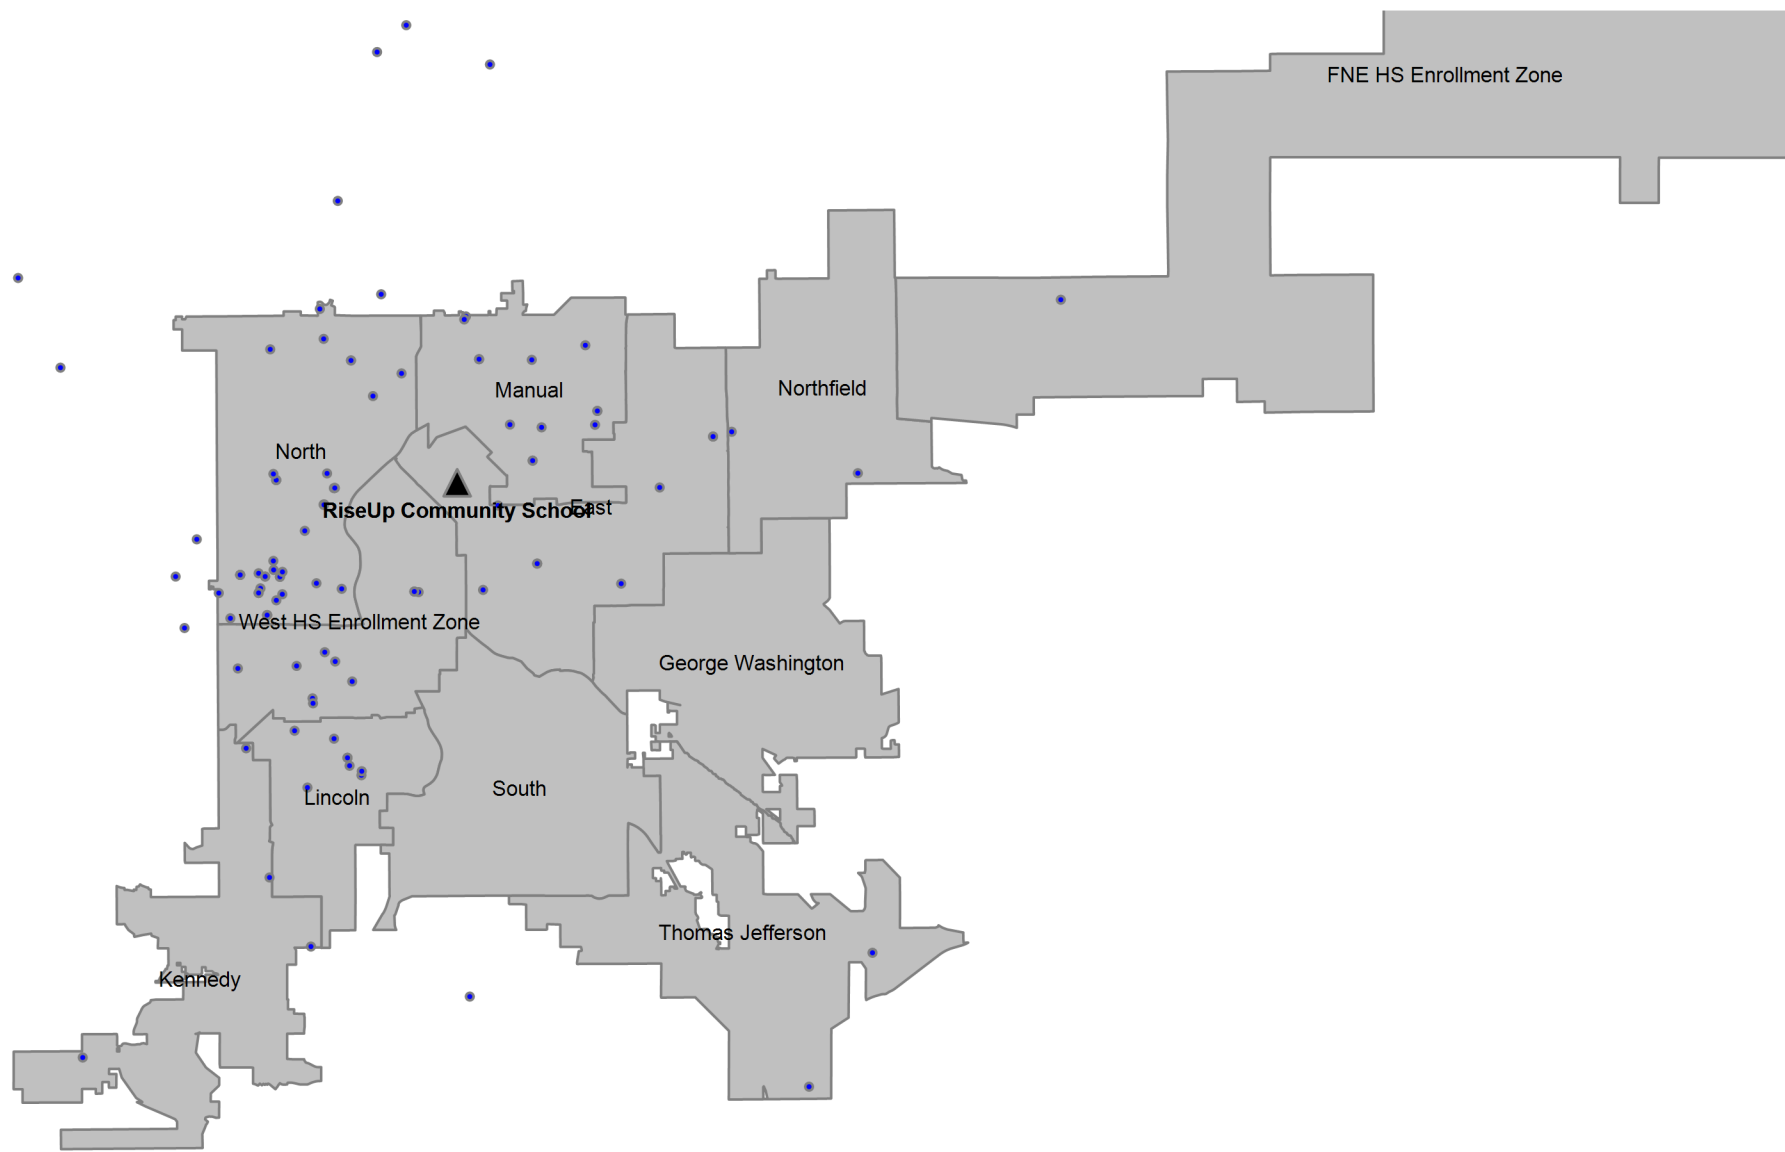 FNE HS Enrollment Zone
Manual
Northfield
North
RiseUp Community School
East
West HS Enrollment Zone
George Washington
South
Lincoln
Thomas Jefferson
Kennedy